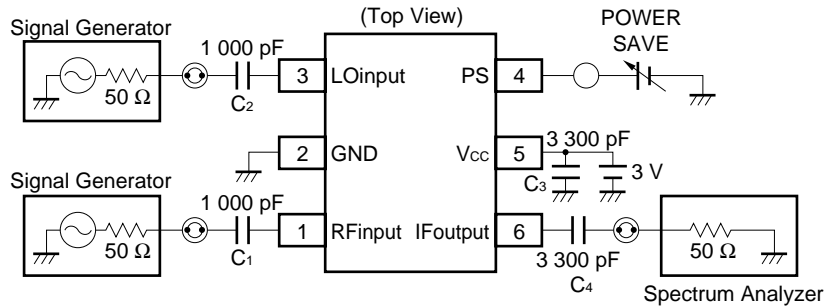 (Top View)
Signal Generator
50 Ω
1 000 pF
C2
3
LOinput
PS
4
POWER
SAVE
2
GND
VCC
5
3 300 pF
C3
3 V
Signal Generator
50 Ω
1 000 pF
C1
1
RFinput
IFoutput
6
3 300 pF
C4
50 Ω
Spectrum Analyzer